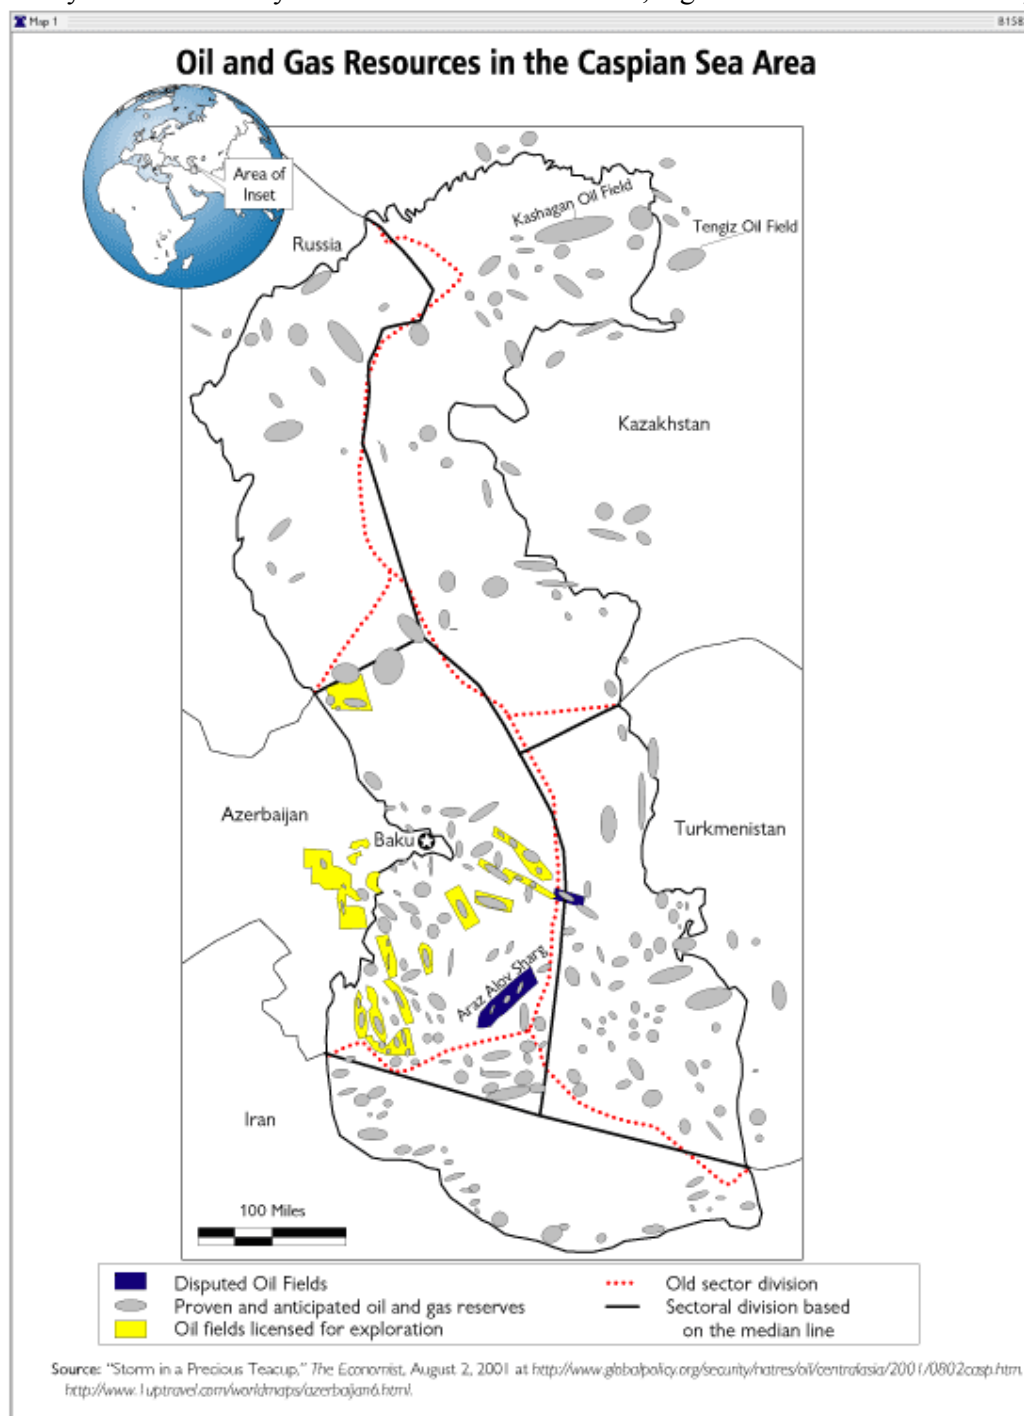 Map 1
B158
Oil and Gas Resources in the Caspian Sea Area
Area of
Inset
Russia
Kashagan Oil Field
Tengiz Oil Field
Kazakhstan
Azerbaijan
Baku
Turkmenistan
Araz Alov Sharg
Iran
100 Miles
Disputed Oil Fields
Proven and anticipated oil and gas reserves
Oil fields licensed for exploration
Old sector division
Sectoral division based
on the median line
Source: "Storm in a Precious Teacup," The Economist, August 2, 2001 at http://www.globalpolicy.org/security/natres/oil/centralasia/2001/0802casp.htm
http://www.1uptravel.com/worldmaps/azerbaijan6.html.